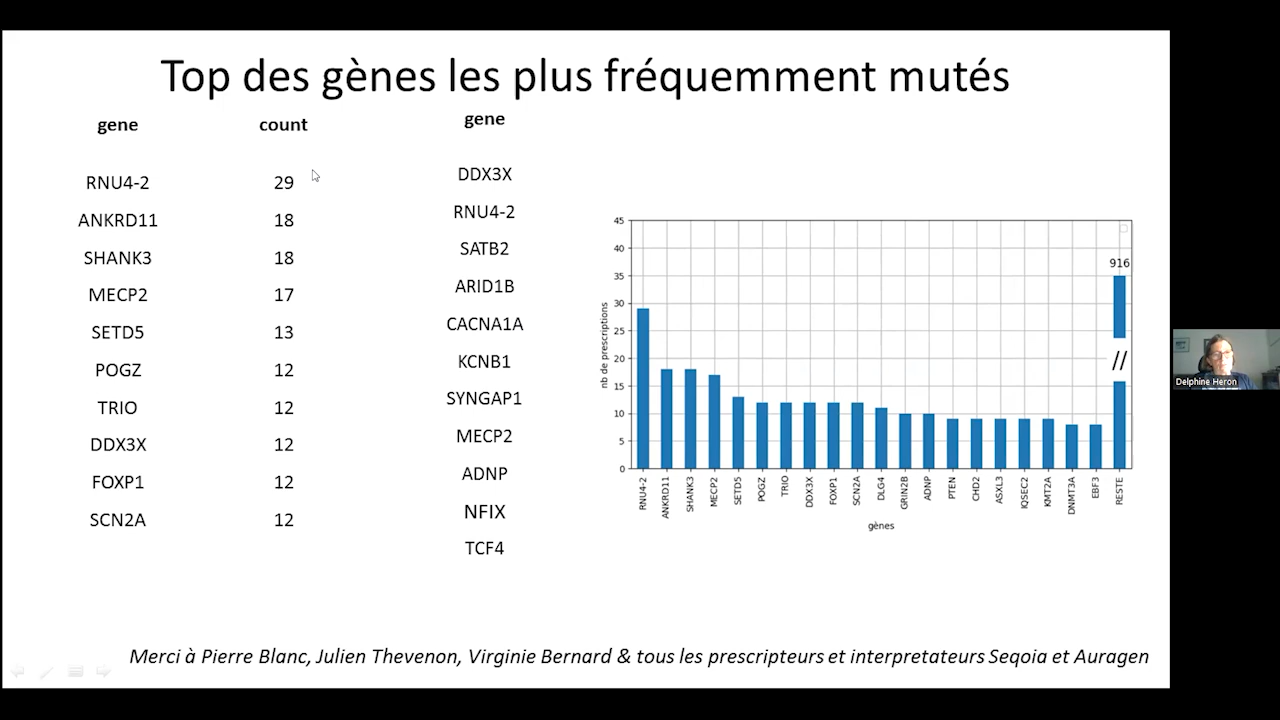 Top des gènes les plus fréquemment mutés
gene count
RNU4-2 29
ANKRD11 18
SHANK3 18
MECP2 17
SETD5 13
POGZ 12
TRIO 12
DDX3X 12
FOXP1 12
SCN2A 12
gene
DDX3X
RNU4-2
SATB2
ARID1B
CACNA1A
KCNB1
SYNGAP1
MECP2
ADNP
NFIX
TCF4
nb de prescriptions
45
40
35
30
25
20
15
10
5
0
916
//
RNU4-2
ANKRD11
SHANK3
MECP2
SETD5
POGZ
TRIO
DDX3X
FOXP1
SCN2A
DLG4
GRIN2B
ADNP
PTEN
CHD2
ASXL3
IQSEC2
KMT2A
DNMT3A
EBF3
RESTE
gènes
Merci à Pierre Blanc, Julien Thevenon, Virginie Bernard & tous les prescripteurs et interpretateurs Seqoia et Auragen
Delphine Heron